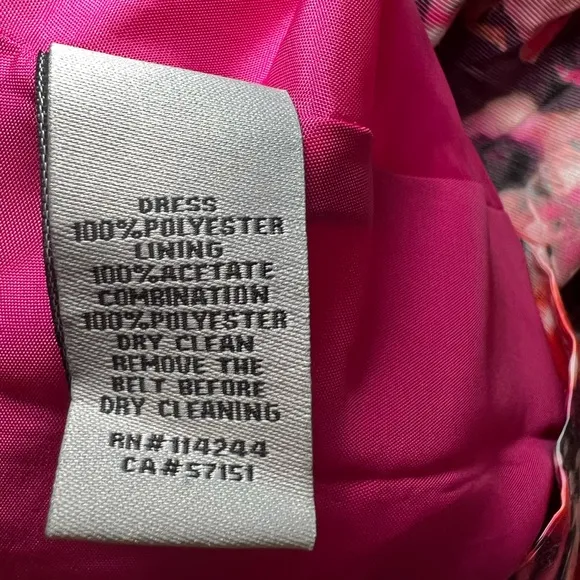 DRESS
100%POLYESTER
LINING
100%ACETATE
COMBINATION
100%POLYESTER
DRY CLEAN
REMOVE THE
BELT BEFORE
DRY CLEANING
RN#114244
CA#57151